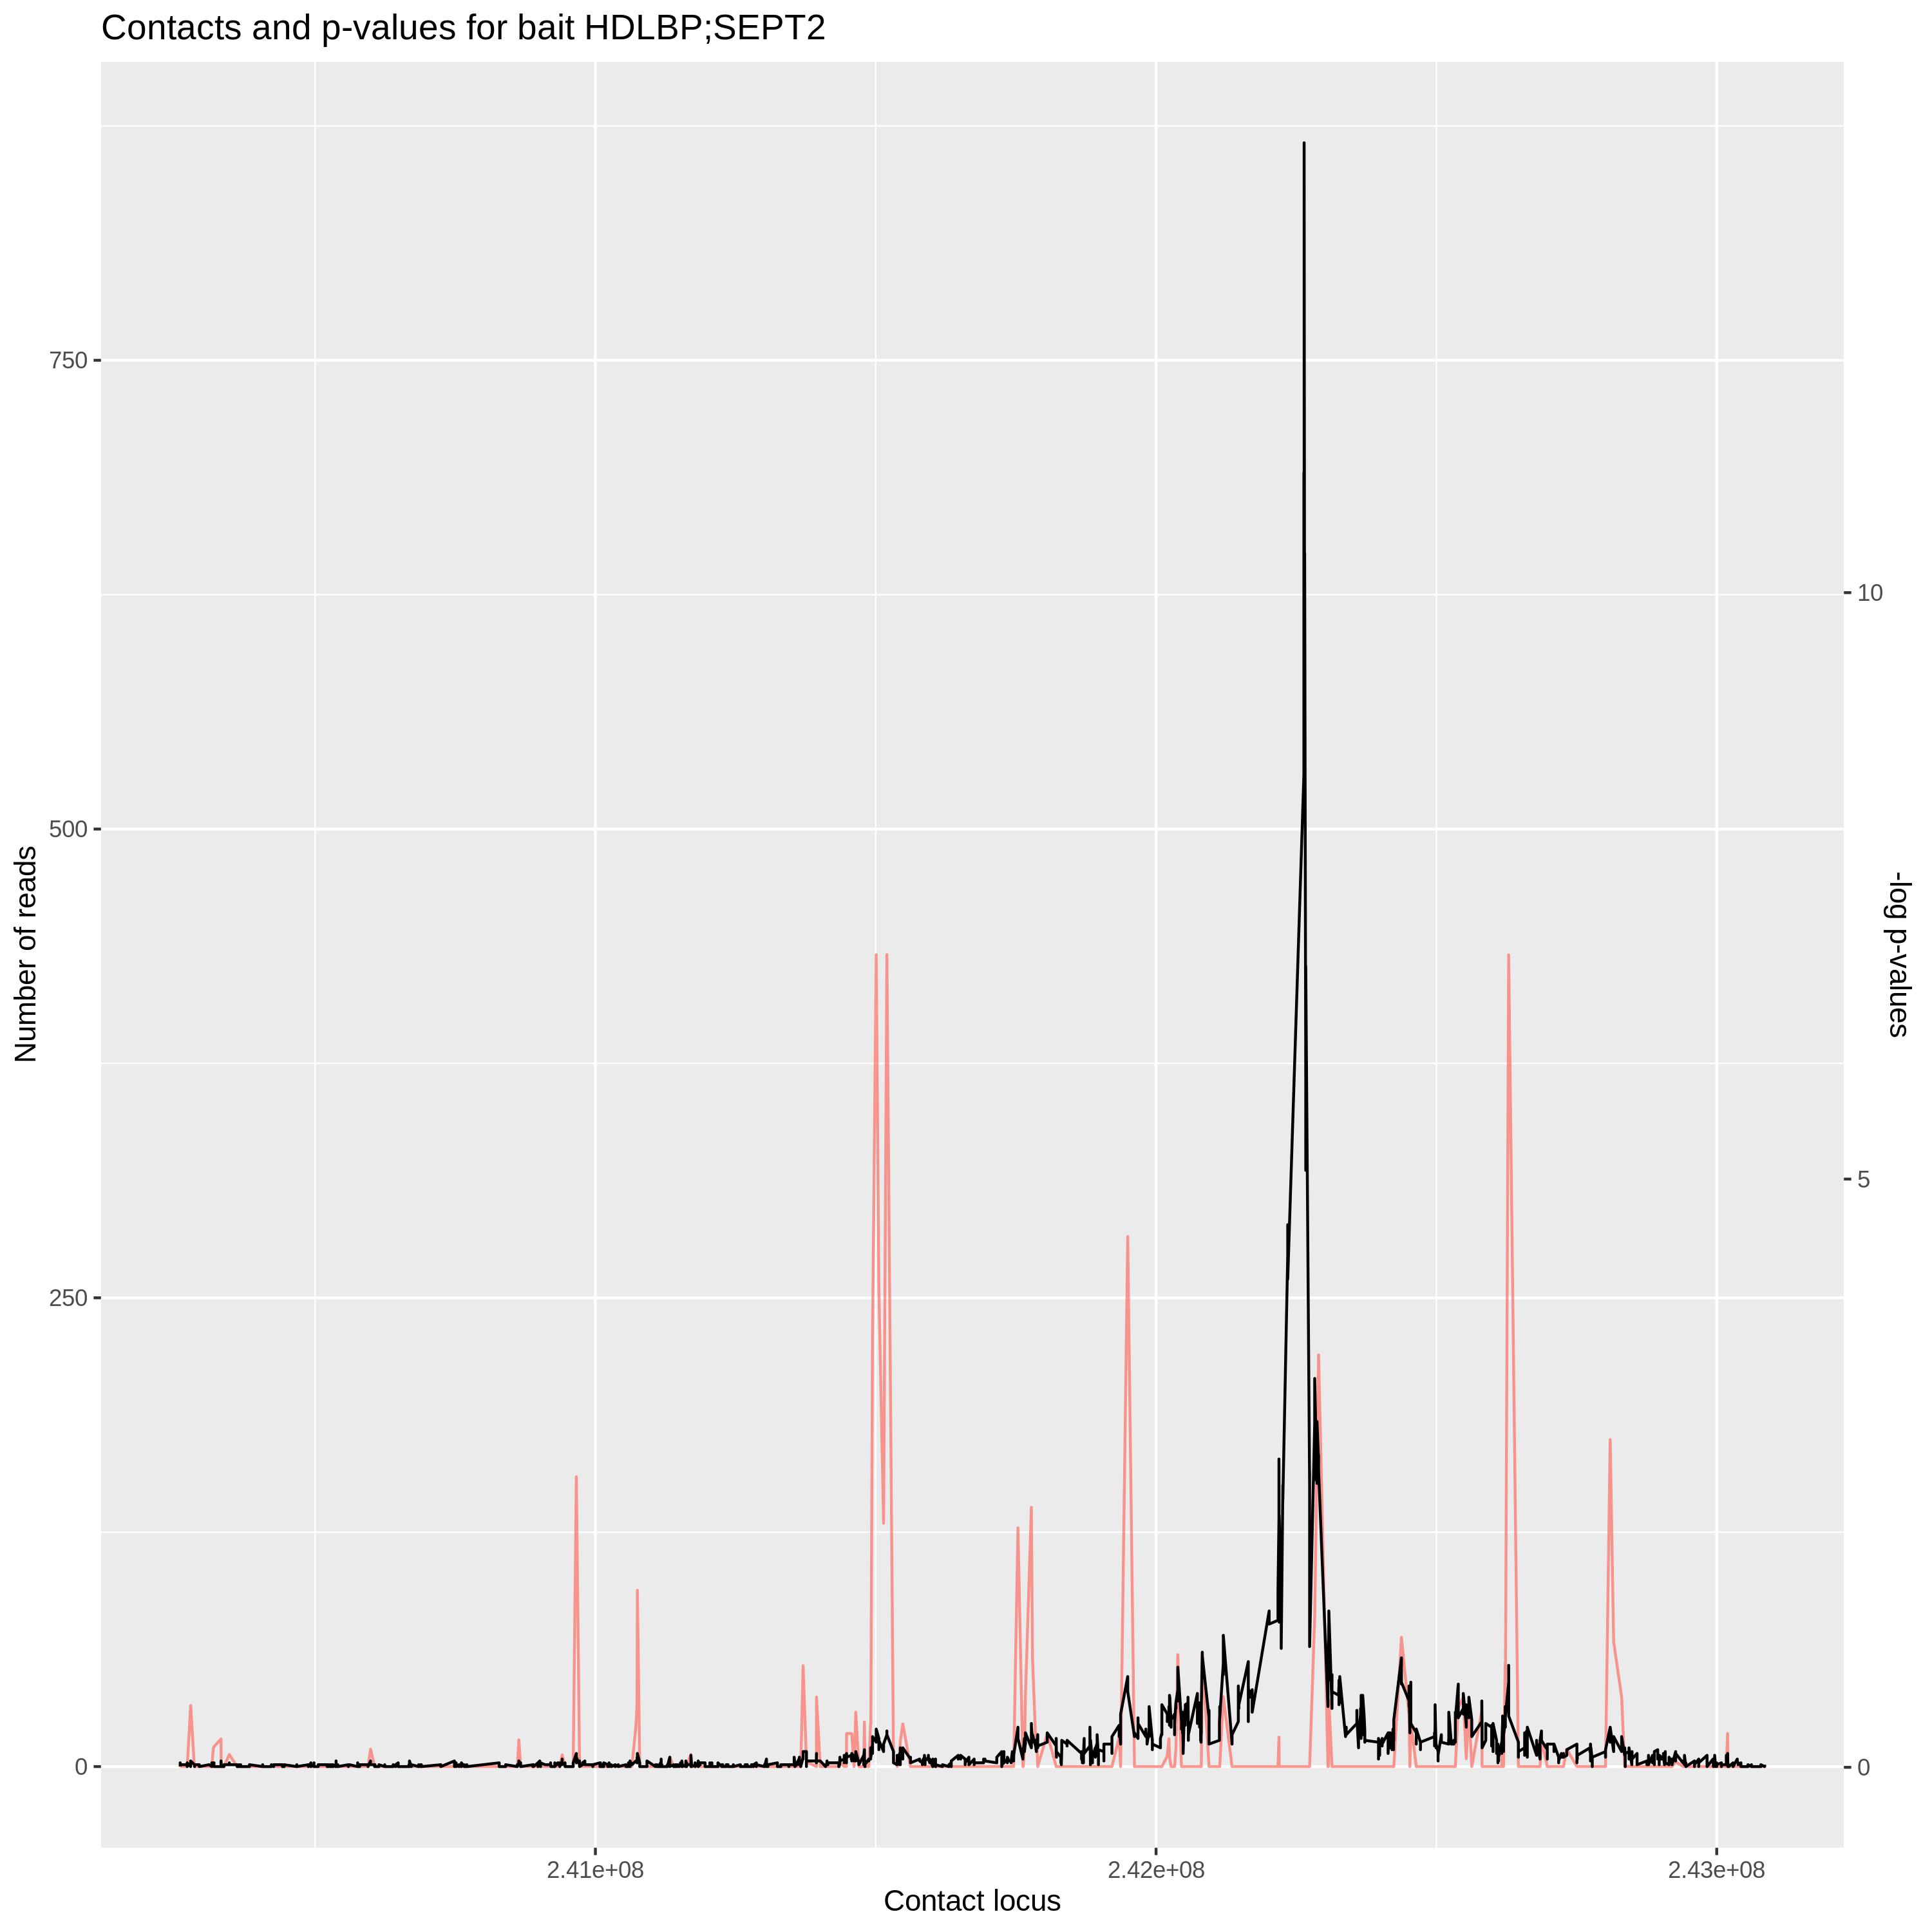 Contacts and p-values for bait HDLBP;SEPT2
750
500
250
0
Number of reads
10
5
0
-log p-values
2.41e+08
2.42e+08
2.43e+08
Contact locus